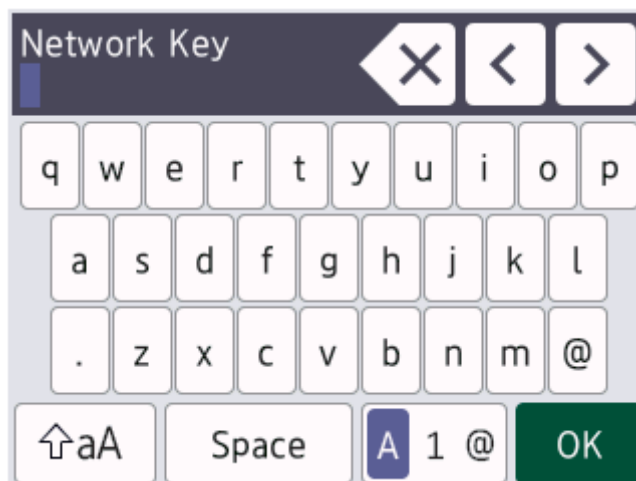 Network Key
q w e r t y u i o p
a s d f g h j k l
. z x c v b n m @
aA Space A 1 @ OK